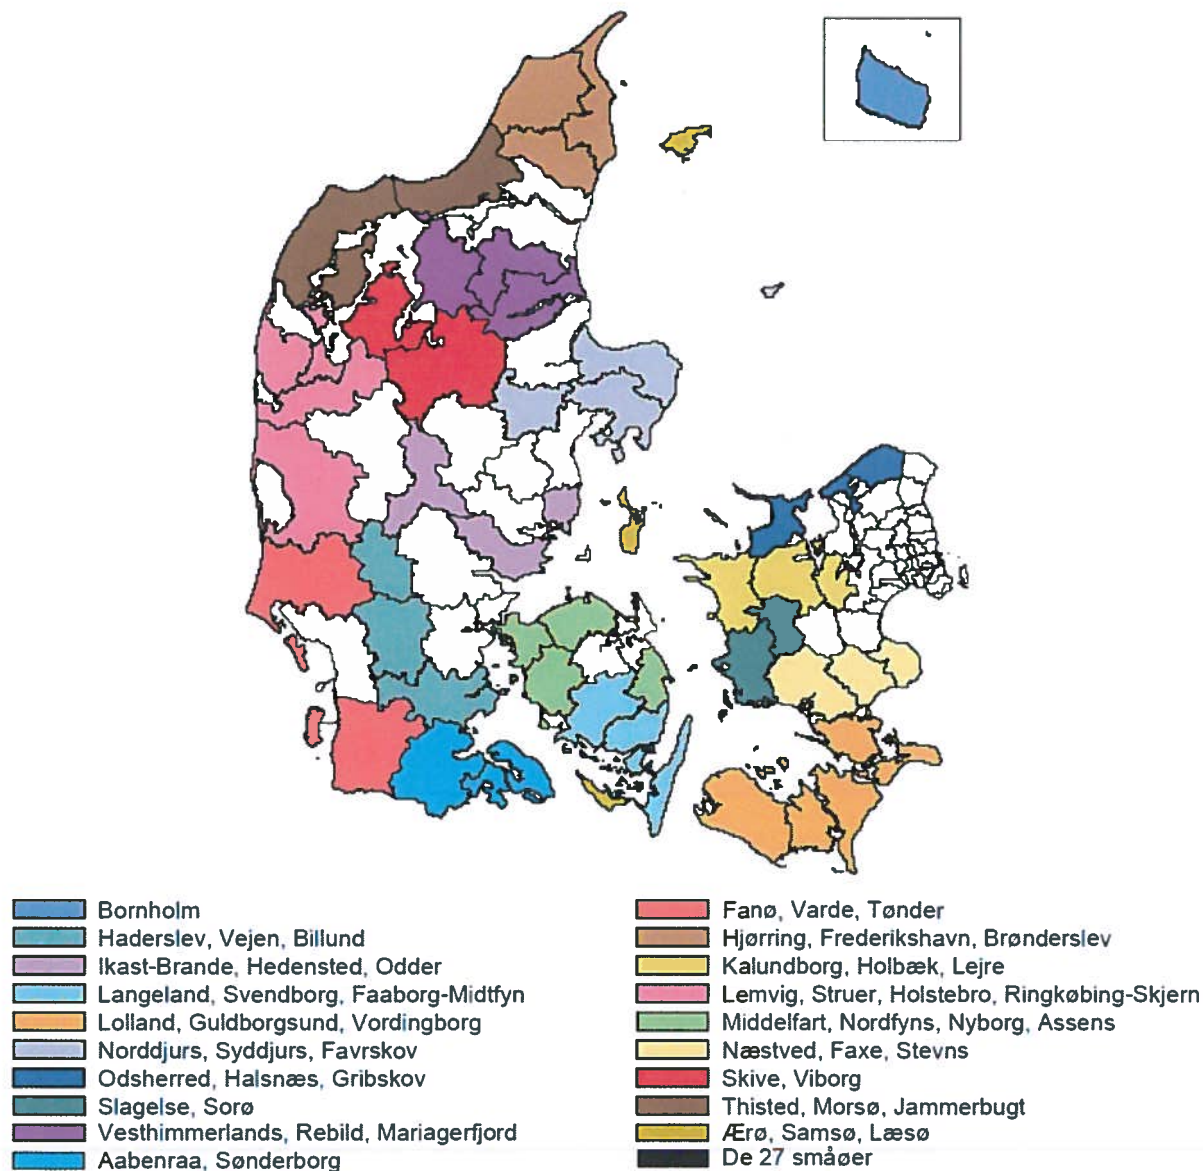 Bornholm
Haderslev, Vejen, Billund
Ikast-Brande, Hedensted, Odder
Langeland, Svendborg, Faaborg-Midtfyn
Lolland, Guldborgsund, Vordingborg
Norddjurs, Syddjurs, Favrskov
Odsherred, Halsnæs, Gribskov
Slagelse, Sorø
Vesthimmerlands, Rebild, Mariagerfjord
Aabenraa, Sønderborg
Fanø, Varde, Tønder
Hjørring, Frederikshavn, Brønderslev
Kalundborg, Holbæk, Lejre
Lemvig, Struer, Holstebro, Ringkøbing-Skjern
Middelfart, Nordfyns, Nyborg, Assens
Næstved, Faxe, Stevns
Skive, Viborg
Thisted, Morsø, Jammerbugt
Ærø, Samsø, Læsø
De 27 småøer